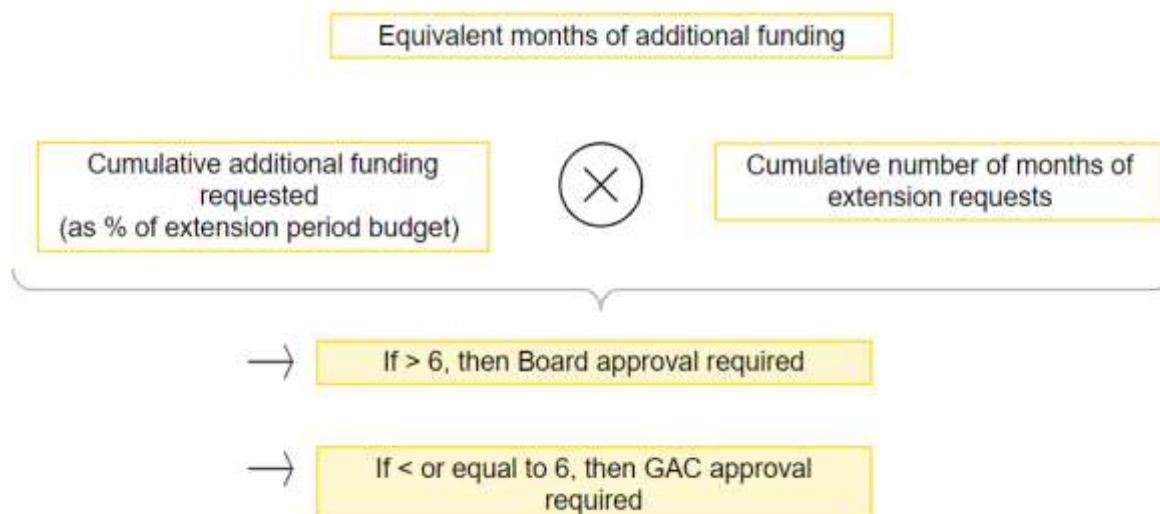 Equivalent months of additional funding
Cumulative additional funding
requested
(as % of extension period budget)
Cumulative number of months of
extension requests
If > 6, then Board approval required
If < or equal to 6, then GAC approval
required